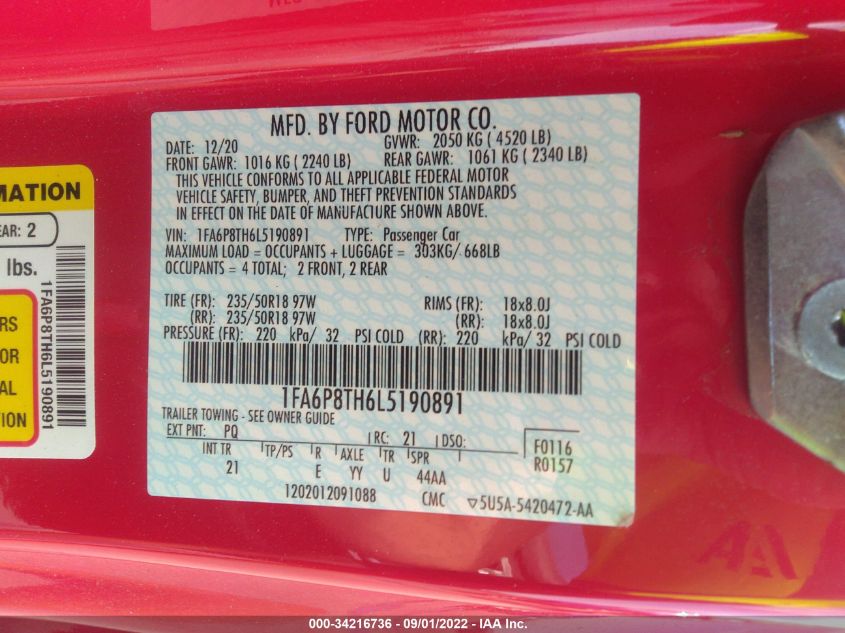 MFD. BY FORD MOTOR CO.
DATE: 12/20 GVWR: 2050 KG ( 4520 LB)
FRONT GAWR: 1016 KG ( 2240 LB) REAR GAWR: 1061 KG ( 2340 LB)
THIS VEHICLE CONFORMS TO ALL APPLICABLE FEDERAL MOTOR
VEHICLE SAFETY, BUMPER, AND THEFT PREVENTION STANDARDS
IN EFFECT ON THE DATE OF MANUFACTURE SHOWN ABOVE.
VIN: 1FA6P8TH6L5190891 TYPE: Passenger Car
MAXIMUM LOAD = OCCUPANTS + LUGGAGE = 303KG/ 668LB
OCCUPANTS = 4 TOTAL; 2 FRONT, 2 REAR
TIRE (FR): 235/50R18 97W RIMS (FR): 18x8.0J
(RR): 235/50R18 97W (RR): 18x8.0J
PRESSURE (FR): 220 kPa/ 32 PSI COLD (RR): 220 kPa/ 32 PSI COLD
1FA6P8TH6L5190891
TRAILER TOWING - SEE OWNER GUIDE
EXT PNT: PQ RC: 21 DSO: F0116
INT TR TP/PS R AXLE TR SPR R0157
21 E YY U 44AA
1202012091088 CMC ▽5U5A-5420472-AA
MATION
EAR: 2
lbs.
RS
OR
AL
TION
1FA6P8TH6L5190891
000-34216736 - 09/01/2022 - IAA Inc.